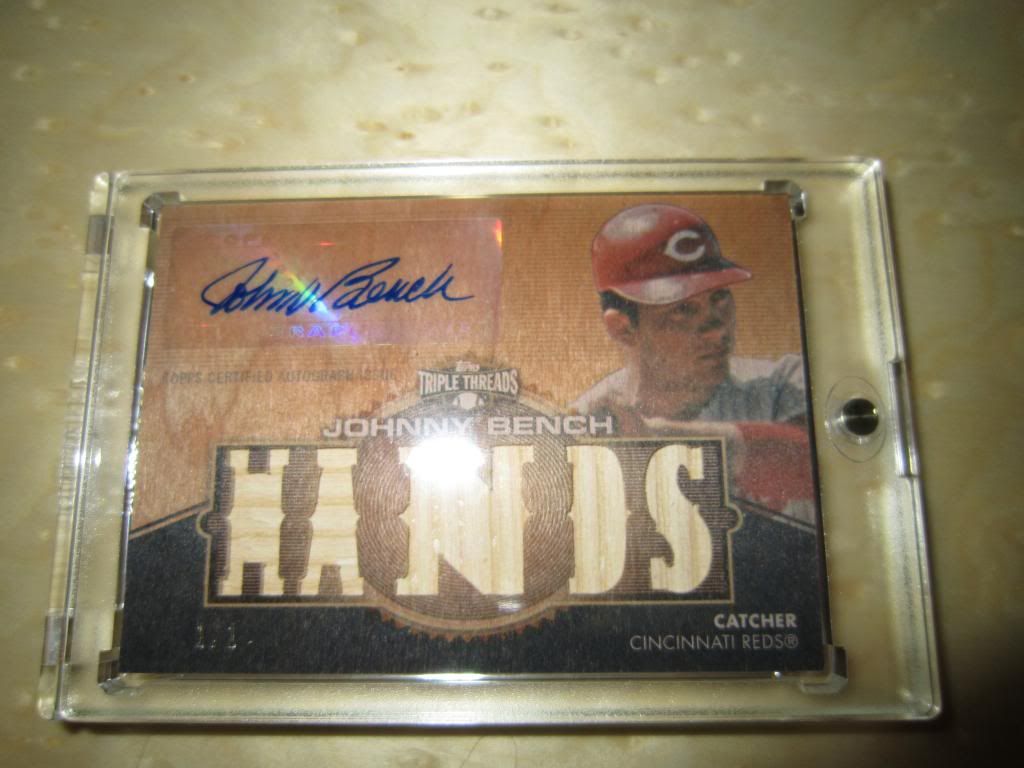 Johnny Bench
TOPPS CERTIFIED AUTOGRAPH ISSUE
TOPPS
TRIPLE THREADS
JOHNNY BENCH
HANDS
C
1/1
CATCHER
CINCINNATI REDS®